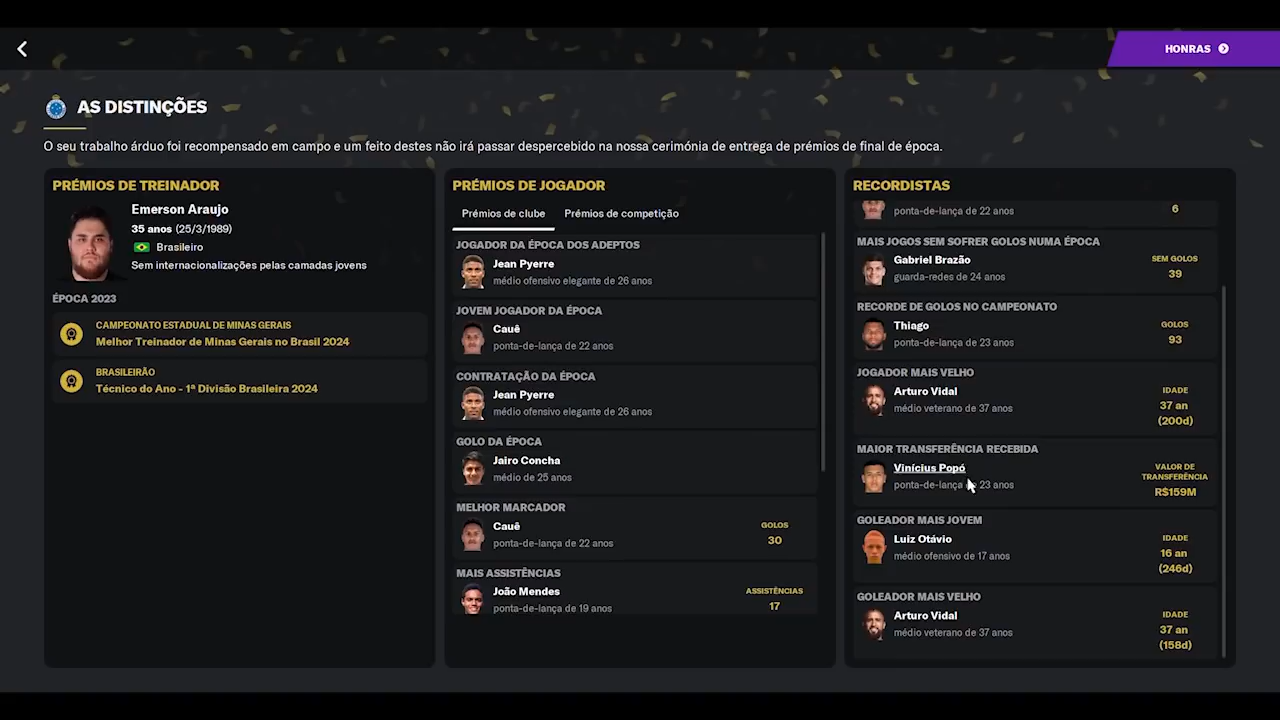 HONRAS
AS DISTINÇÕES
O seu trabalho árduo foi recompensado em campo e um feito destes não irá passar despercebido na nossa cerimónia de entrega de prémios de final de época.
PRÉMIOS DE TREINADOR
Emerson Araujo
35 anos (25/3/1989)
Brasileiro
Sem internacionalizações pelas camadas jovens
ÉPOCA 2023
CAMPEONATO ESTADUAL DE MINAS GERAIS
Melhor Treinador de Minas Gerais no Brasil 2024
BRASILEIRÃO
Técnico do Ano - 1ª Divisão Brasileira 2024
PRÉMIOS DE JOGADOR
Prémios de clube
Prémios de competição
JOGADOR DA ÉPOCA DOS ADEPTOS
Jean Pyerre
médio ofensivo elegante de 26 anos
JOVEM JOGADOR DA ÉPOCA
Cauê
ponta-de-lança de 22 anos
CONTRATAÇÃO DA ÉPOCA
Jean Pyerre
médio ofensivo elegante de 26 anos
GOLO DA ÉPOCA
Jairo Concha
médio de 25 anos
MELHOR MARCADOR
Cauê
ponta-de-lança de 22 anos
GOLOS
30
MAIS ASSISTÊNCIAS
João Mendes
ponta-de-lança de 19 anos
ASSISTÊNCIAS
17
RECORDISTAS
ponta-de-lança de 22 anos
6
MAIS JOGOS SEM SOFRER GOLOS NUMA ÉPOCA
Gabriel Brazão
guarda-redes de 24 anos
SEM GOLOS
39
RECORDE DE GOLOS NO CAMPEONATO
Thiago
ponta-de-lança de 23 anos
GOLOS
93
JOGADOR MAIS VELHO
Arturo Vidal
médio veterano de 37 anos
IDADE
37 an
(200d)
MAIOR TRANSFERÊNCIA RECEBIDA
Vinícius Popó
ponta-de-lança de 23 anos
VALOR DE
TRANSFERÊNCIA
R$159M
GOLEADOR MAIS JOVEM
Luiz Otávio
médio ofensivo de 17 anos
IDADE
16 an
(246d)
GOLEADOR MAIS VELHO
Arturo Vidal
médio veterano de 37 anos
IDADE
37 an
(158d)